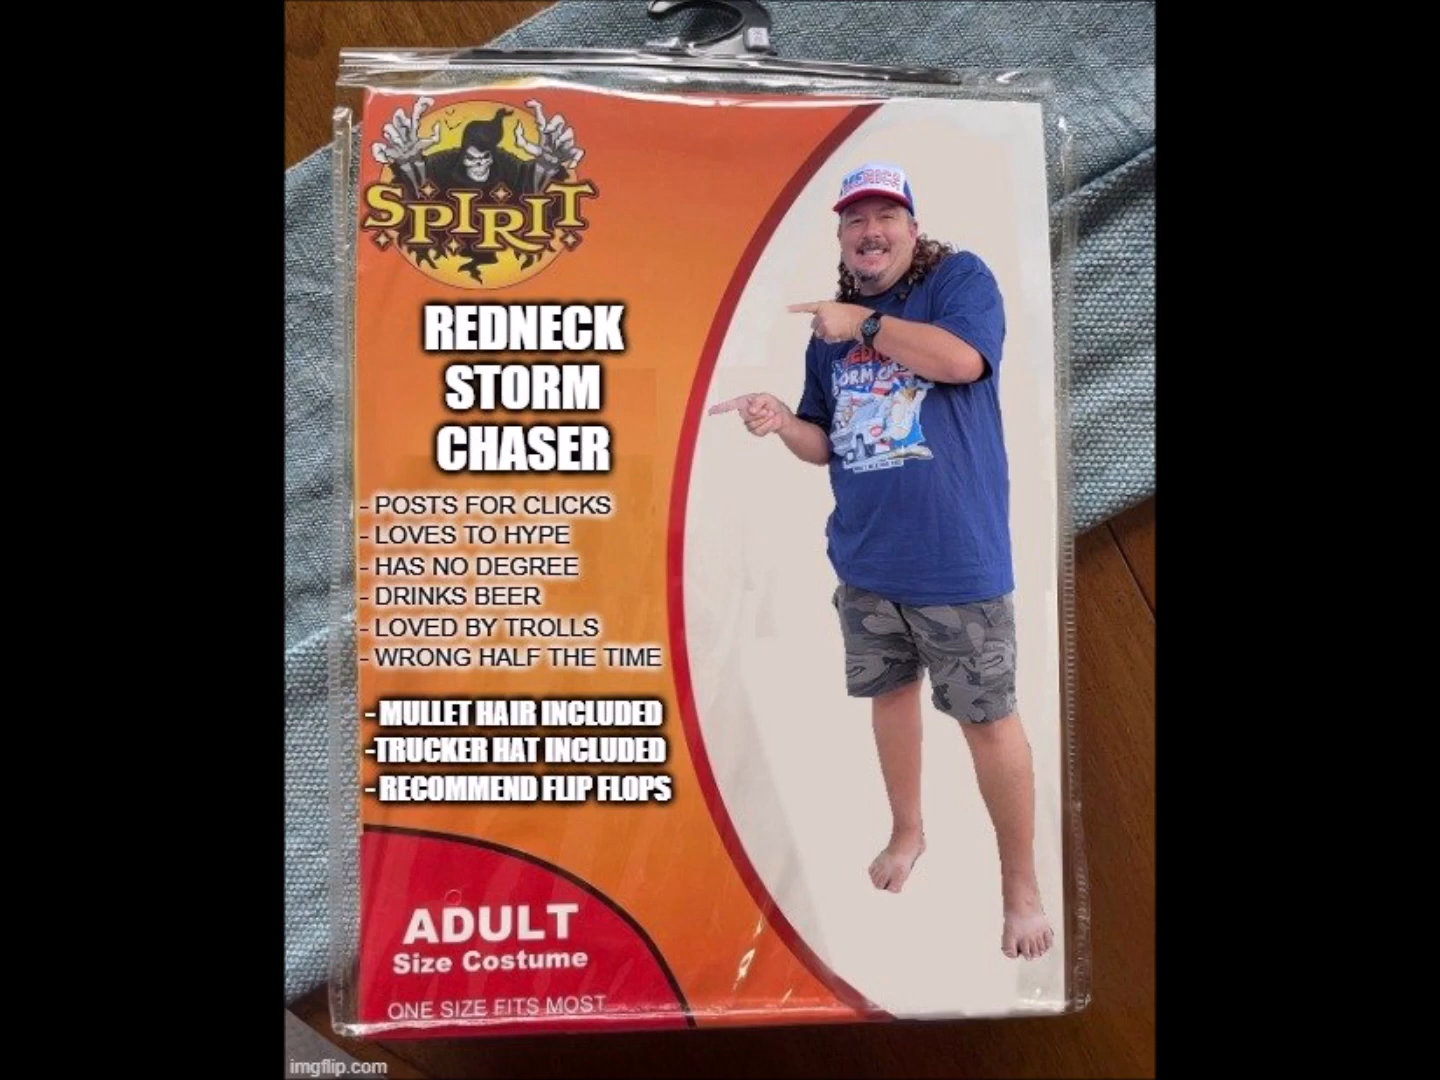 SPIRIT
MERICA
REDNECK
STORM
CHASER
- POSTS FOR CLICKS
- LOVES TO HYPE
- HAS NO DEGREE
- DRINKS BEER
- LOVED BY TROLLS
- WRONG HALF THE TIME
- MULLET HAIR INCLUDED
-TRUCKER HAT INCLUDED
- RECOMMEND FLIP FLOPS
ADULT
Size Costume
ONE SIZE FITS MOST
imgflip.com